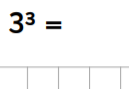 3³ =